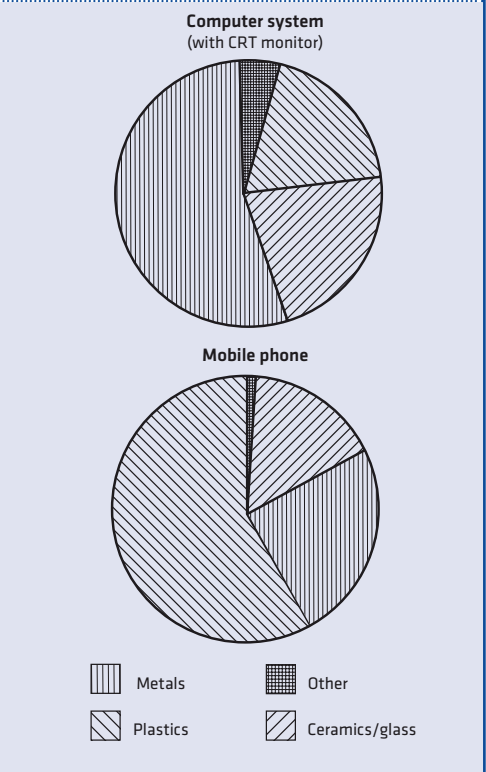 Computer system
(with CRT monitor)
Mobile phone
Metals
Other
Plastics
Ceramics/glass